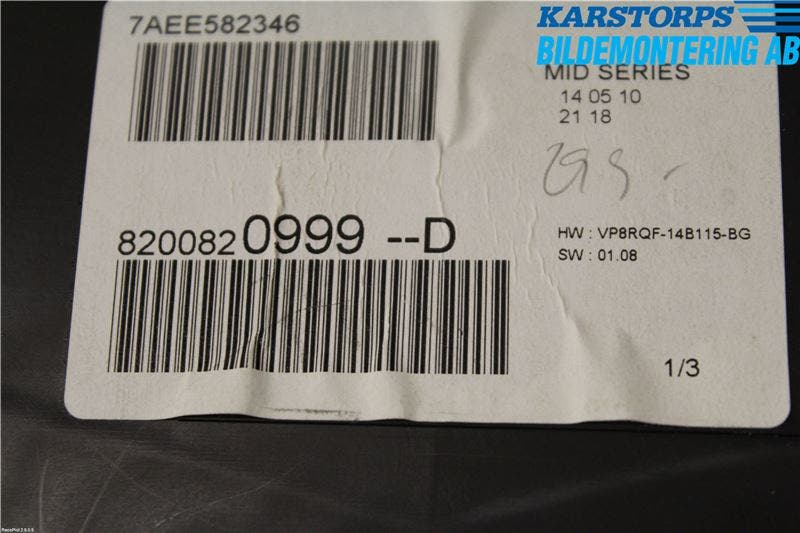 KARSTORPS
BILDEMONTERING AB
7AEE582346
MID SERIES
14 05 10
21 18
8200820999 --D
HW : VP8RQF-14B115-BG
SW : 01.08
1/3